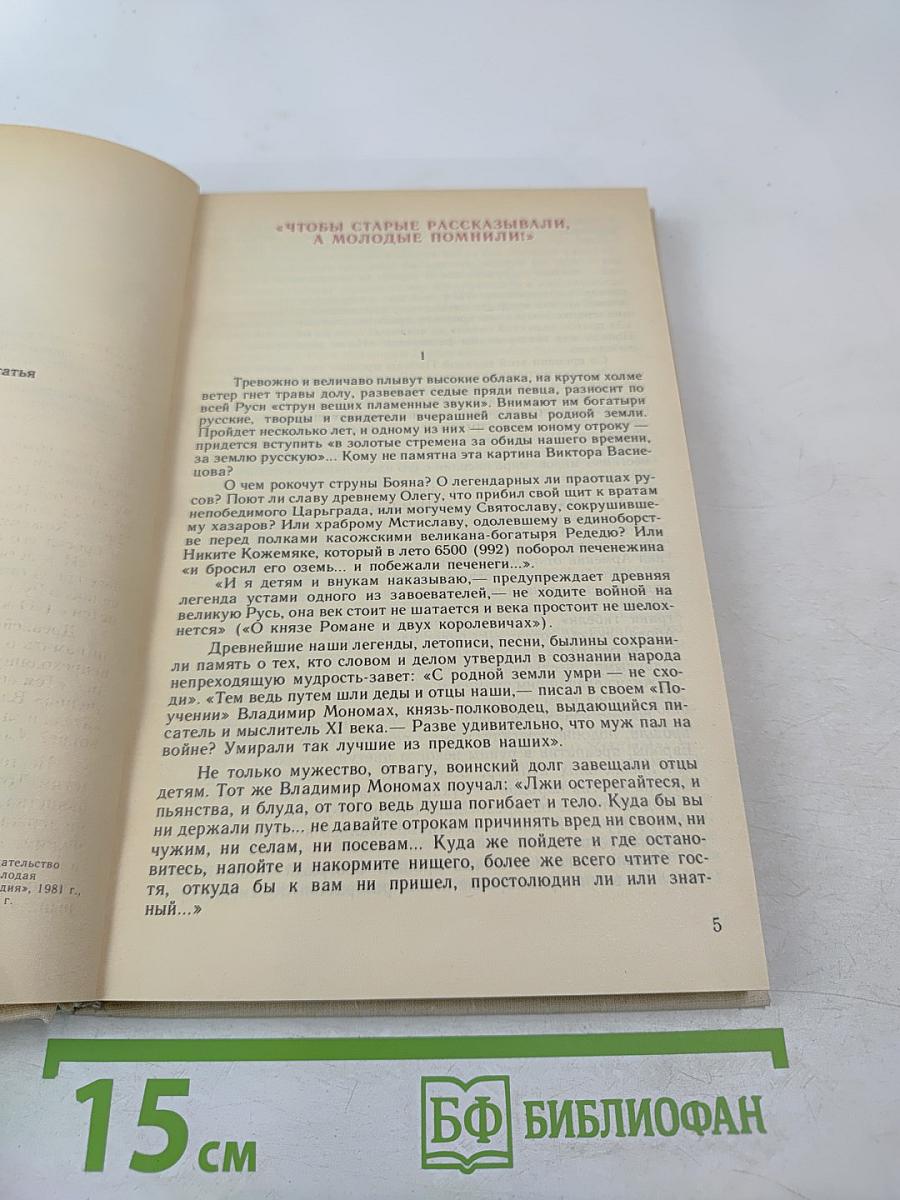 татья
дательство
олодая
дия», 1981 г.,
г.
«ЧТОБЫ СТАРЫЕ РАССКАЗЫВАЛИ,
А МОЛОДЫЕ ПОМНИЛИ!»
1
Тревожно и величаво плывут высокие облака, на крутом холме
ветер гнет травы долу, развевает седые пряди певца, разносит по
всей Руси «струн вещих пламенные звуки». Внимают им богатыри
русские, творцы и свидетели вчерашней славы родной земли.
Пройдет несколько лет, и одному из них — совсем юному отроку —
придется вступить «в золотые стремена за обиды нашего времени,
за землю русскую»... Кому не памятна эта картина Виктора Васне-
цова?
О чем рокочут струны Бояна? О легендарных ли праотцах ру-
сов? Поют ли славу древнему Олегу, что прибил свой щит к вратам
непобедимого Царьграда, или могучему Святославу, сокрушивше-
му хазаров? Или храброму Мстиславу, одолевшему в единоборст-
ве перед полками касожскими великана-богатыря Редедю? Или
Никите Кожемяке, который в лето 6500 (992) поборол печенежина
«и бросил его оземь... и побежали печенеги...».
«И я детям и внукам наказываю,— предупреждает древняя
легенда устами одного из завоевателей,— не ходите войной на
великую Русь, она век стоит не шатается и века простоит не шелох-
нется» («О князе Романе и двух королевичах»).
Древнейшие наши легенды, летописи, песни, былины сохрани-
ли память о тех, кто словом и делом утвердил в сознании народа
непреходящую мудрость-завет: «С родной земли умри — не схо-
ди». «Тем ведь путем шли деды и отцы наши,— писал в своем «По-
учении» Владимир Мономах, князь-полководец, выдающийся пи-
сатель и мыслитель XI века.— Разве удивительно, что муж пал на
войне? Умирали так лучшие из предков наших».
Не только мужество, отвагу, воинский долг завещали отцы
детям. Тот же Владимир Мономах поучал: «Лжи остерегайтеся, и
пьянства, и блуда, от того ведь душа погибает и тело. Куда бы вы
ни держали путь... не давайте отрокам причинять вред ни своим, ни
чужим, ни селам, ни посевам... Куда же пойдете и где остано-
витесь, напойте и накормите нищего, более же всего чтите гос-
тя, откуда бы к вам ни пришел, простолюдин ли или знат-
ный...»
5
15 см
БФ БИБЛИОФАН